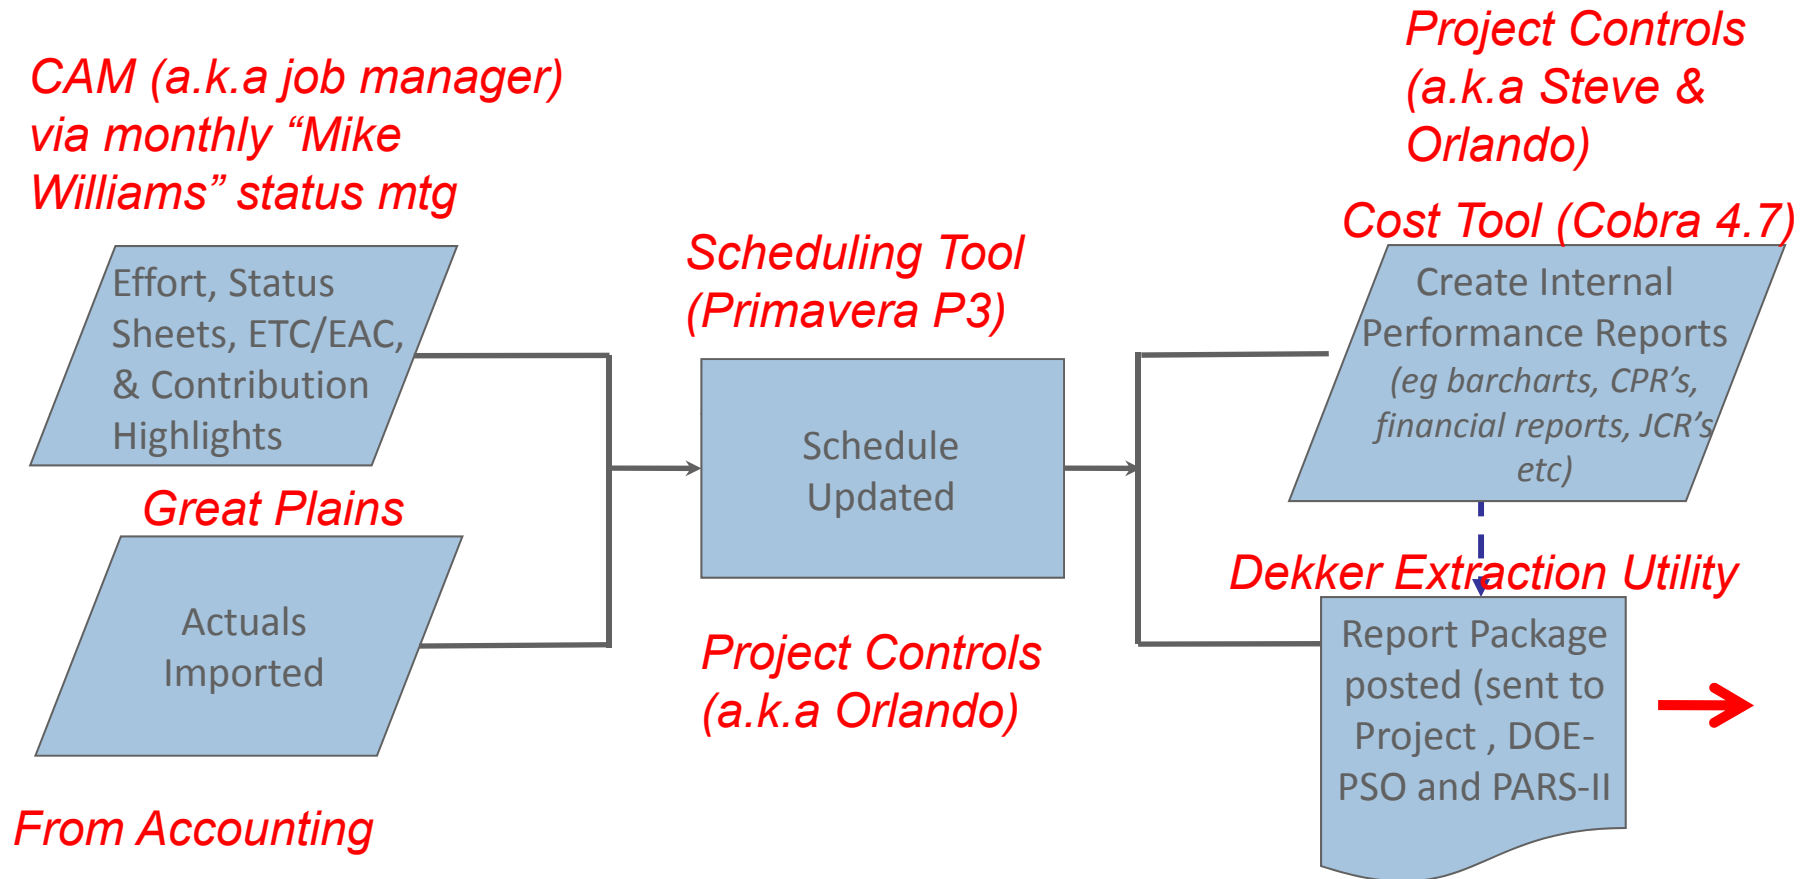 CAM (a.k.a job manager)
via monthly “Mike
Williams” status mtg
Effort, Status
Sheets, ETC/EAC,
& Contribution
Highlights
Great Plains
Actuals
Imported
From Accounting
Scheduling Tool
(Primavera P3)
Schedule
Updated
Project Controls
(a.k.a Orlando)
Project Controls
(a.k.a Steve &
Orlando)
Cost Tool (Cobra 4.7)
Create Internal
Performance Reports
(eg barcharts, CPR’s,
financial reports, JCR’s
etc)
Dekker Extraction Utility
Report Package
posted (sent to
Project , DOE-
PSO and PARS-II